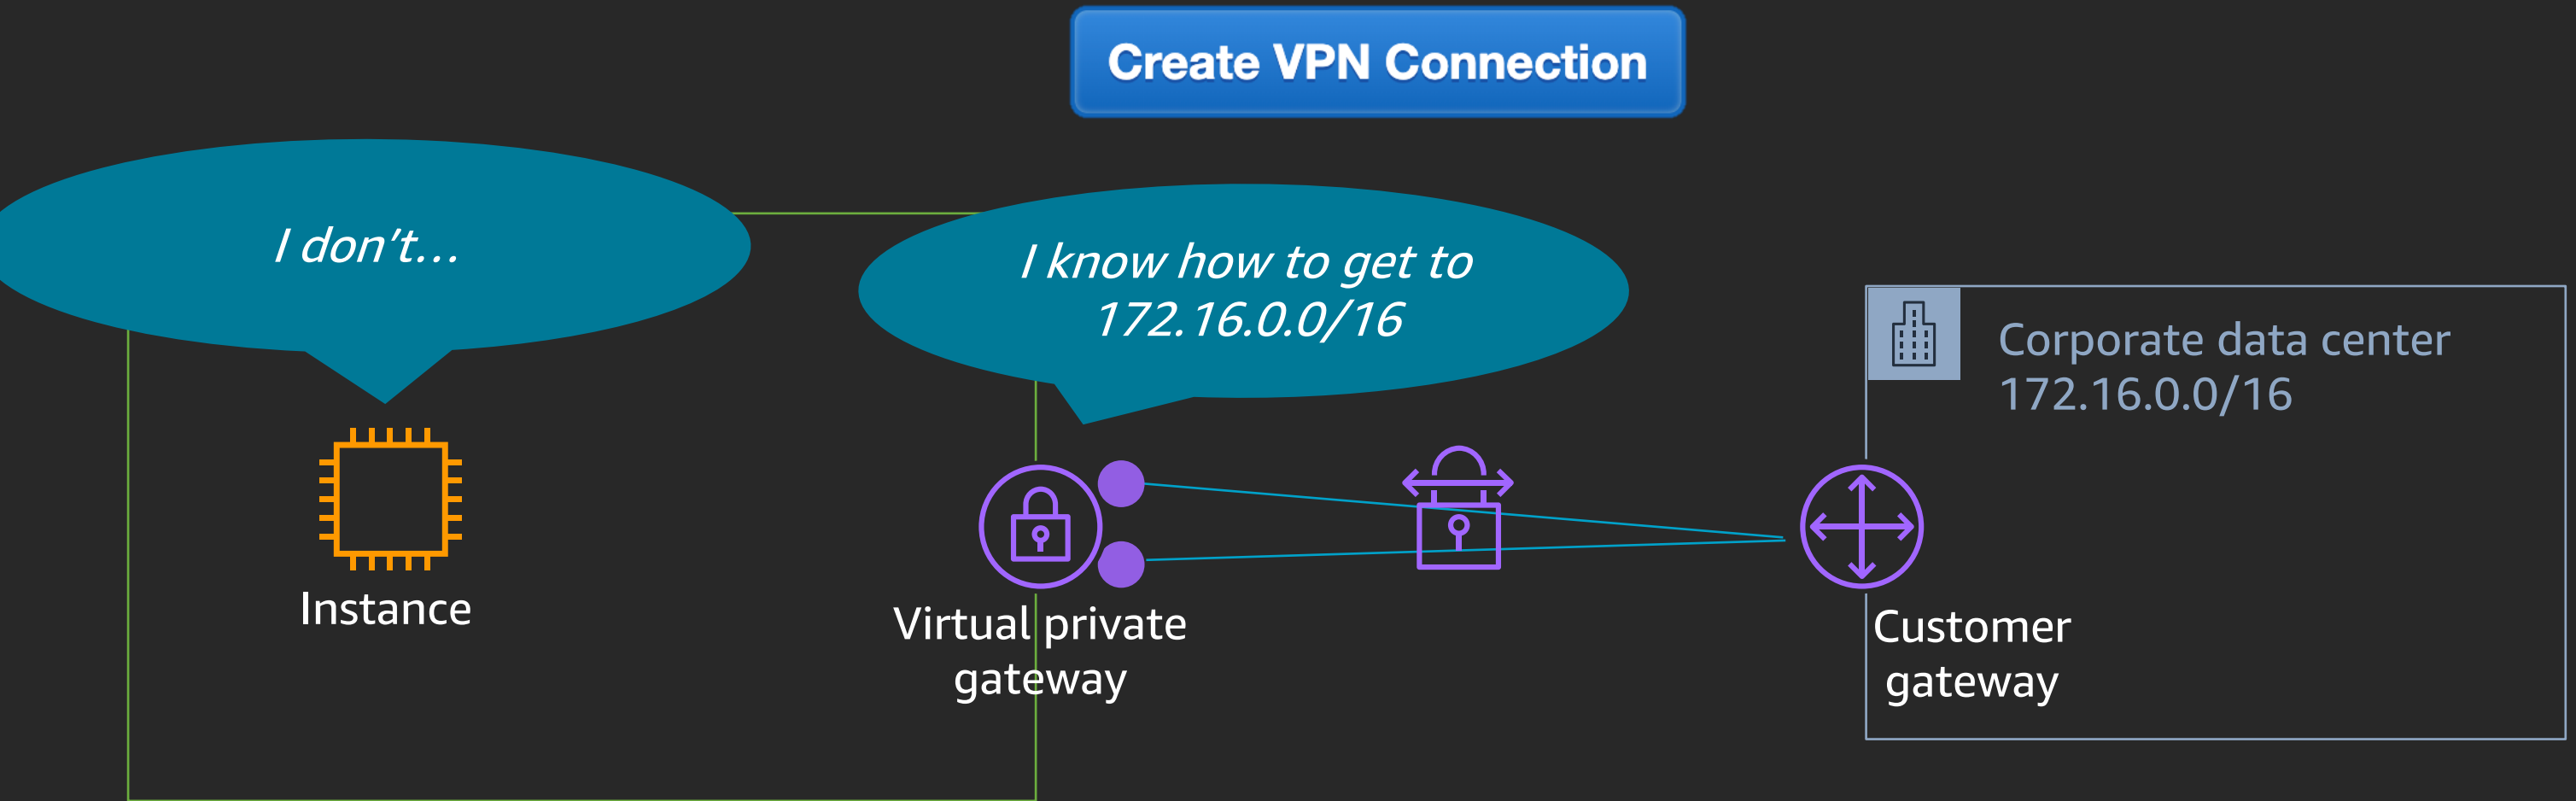 Create VPN Connection
I don't...
I know how to get to
172.16.0.0/16
Corporate data center
172.16.0.0/16
Instance
Virtual private
gateway
Customer
gateway